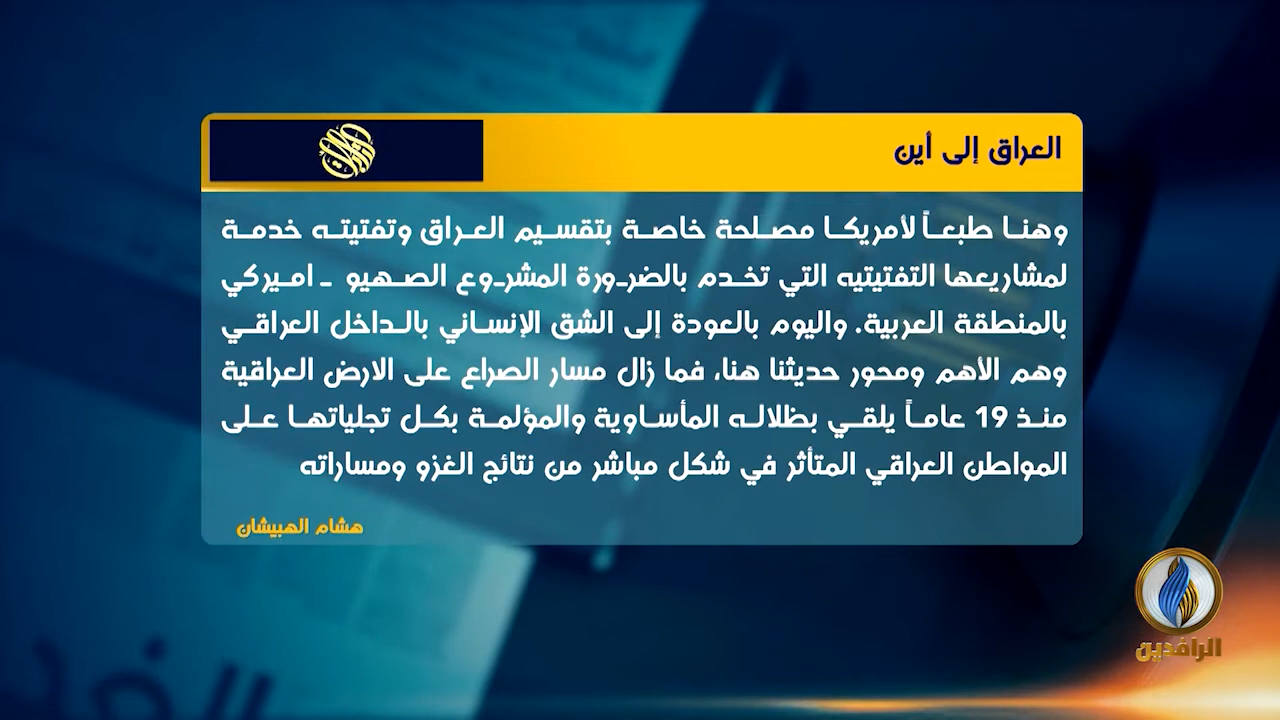 العراق إلى أين
وهنا طبعاً لأمريكا مصلحة خاصة بتقسيم العراق وتفتيته خدمة
لمشاريعها التفتيتيه التي تخدم بالضرورة المشروع الصهيو - اميركي
بالمنطقة العربية. واليوم بالعودة إلى الشق الإنساني بالداخل العراقي
وهم الأهم ومحور حديثنا هنا، فما زال مسار الصراع على الارض العراقية
منذ 19 عاماً يلقي بظلاله المأساوية والمؤلمة بكل تجلياتها على
المواطن العراقي المتأثر في شكل مباشر من نتائج الغزو ومساراته
هشام الهبيشان
الرافدين